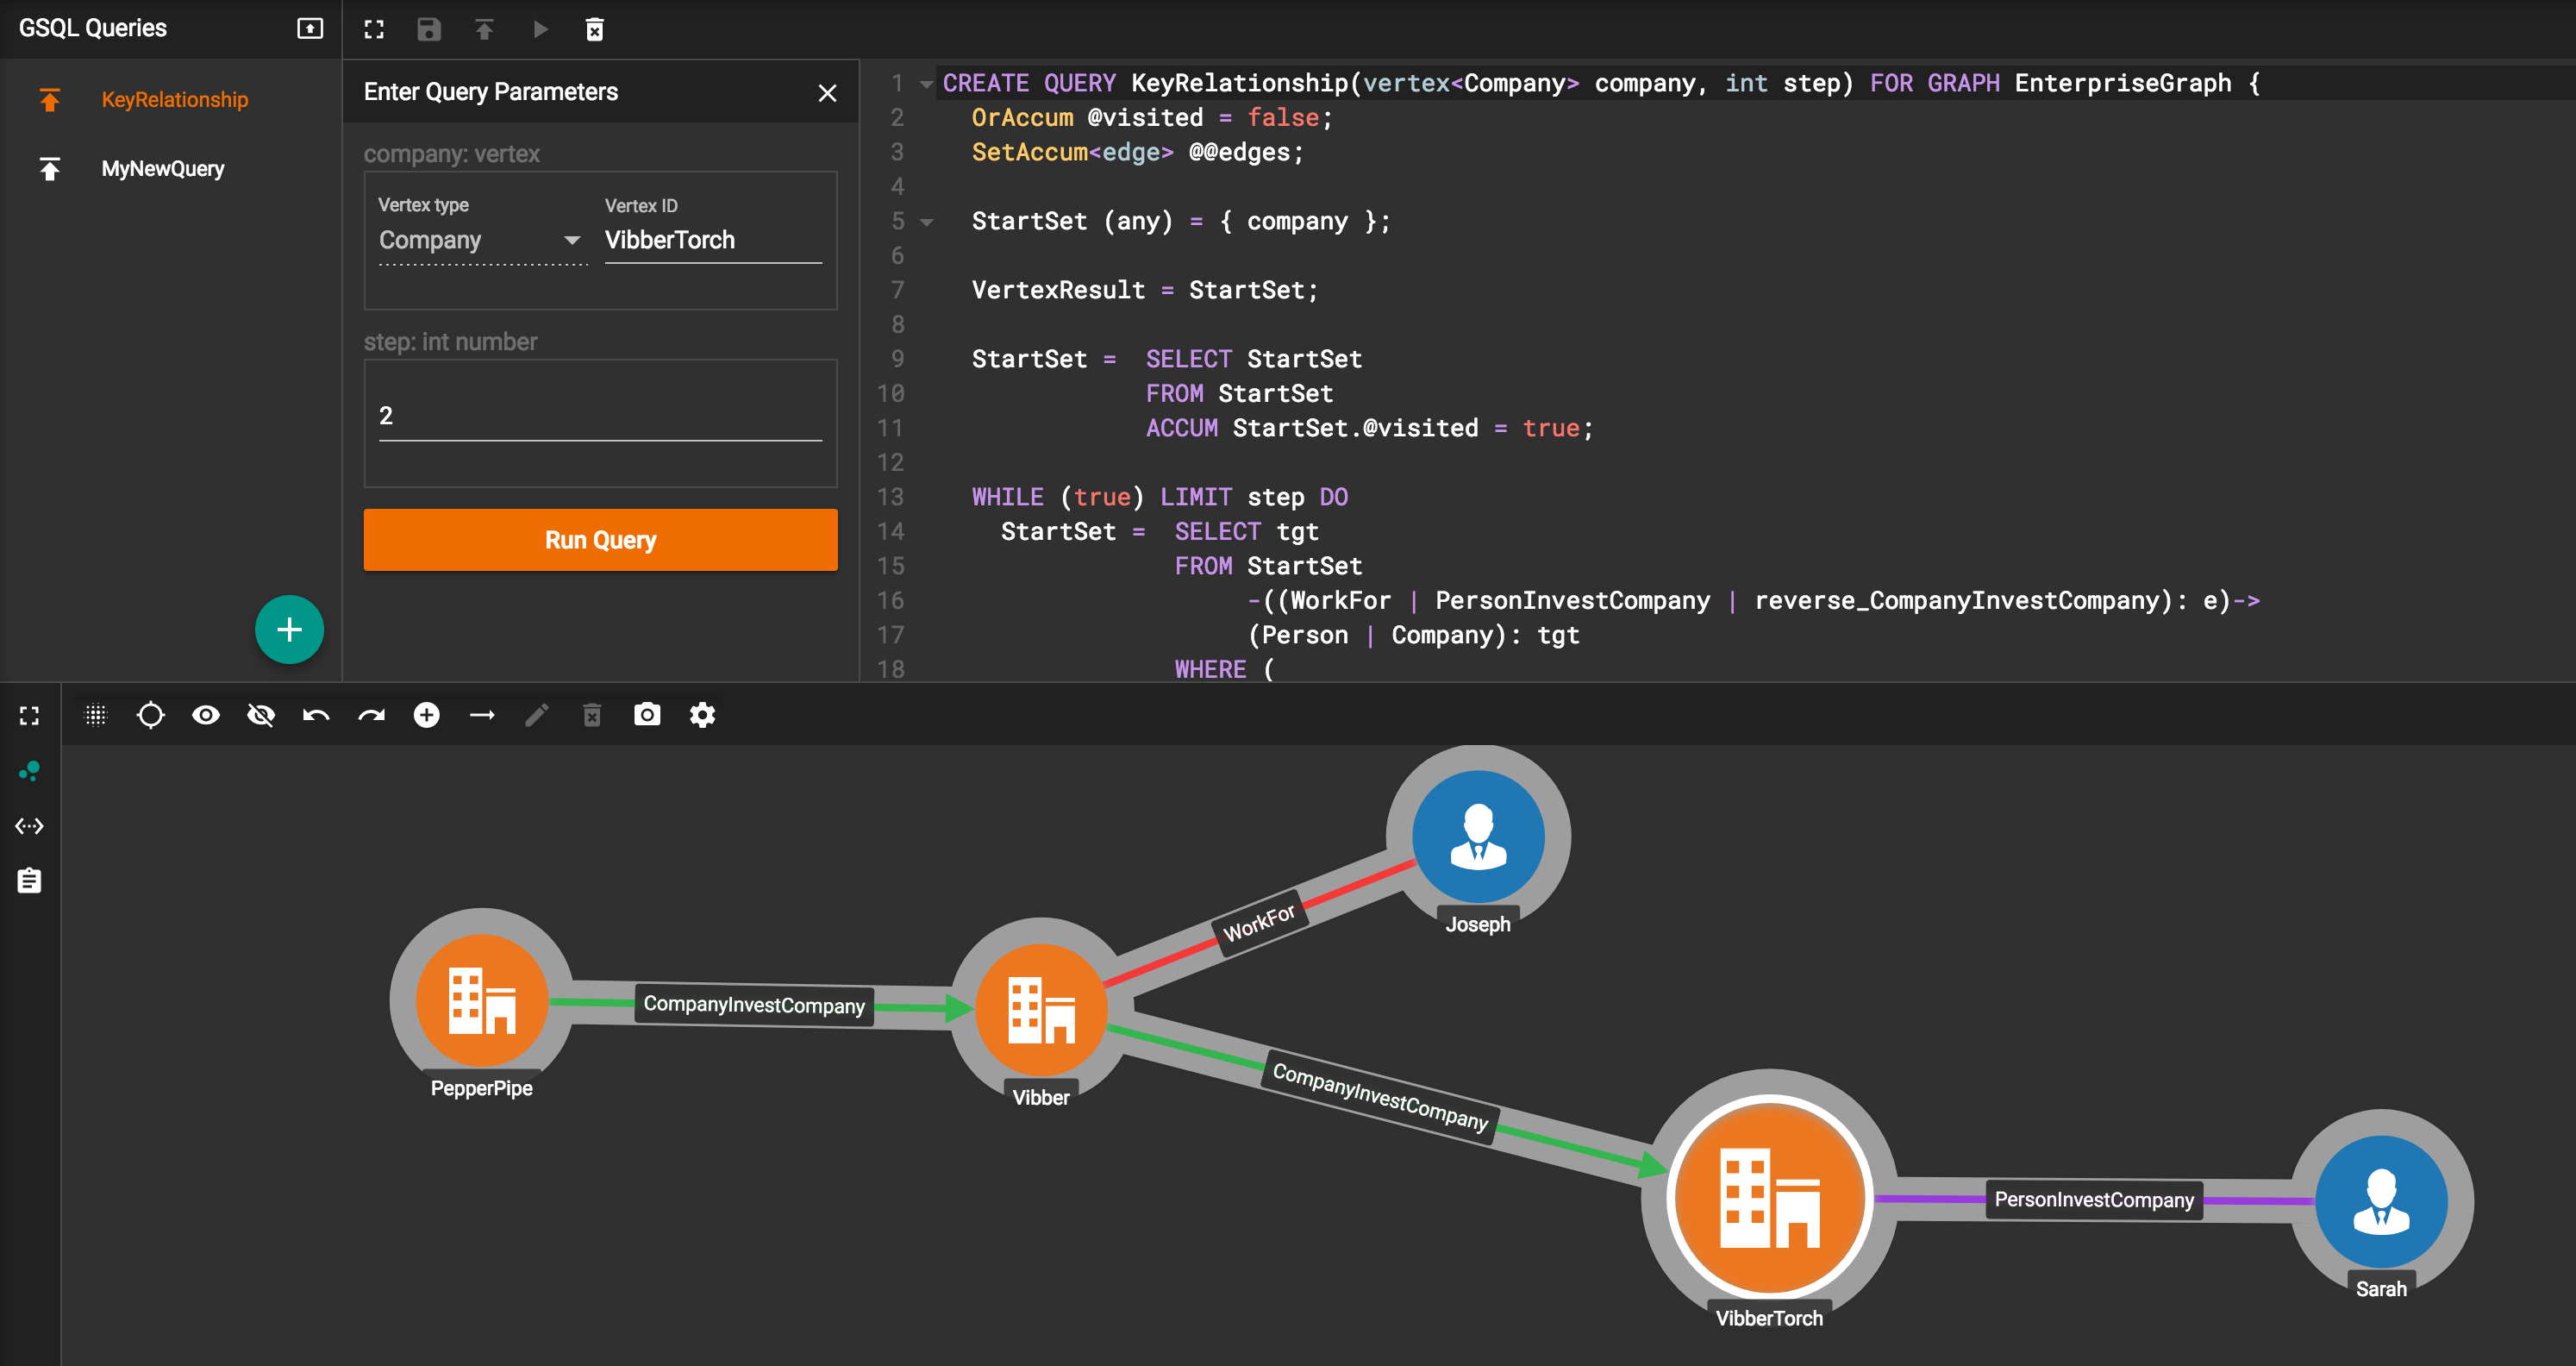 GSQL Queries
KeyRelationship
MyNewQuery
Enter Query Parameters
company: vertex
Vertex type
Vertex ID
Company
VibberTorch
step: int number
2
Run Query
1 CREATE QUERY KeyRelationship(vertex<Company> company, int step) FOR GRAPH EnterpriseGraph {
2 OrAccum @visited = false;
3 SetAccum<edge> @@edges;
4
5 StartSet (any) = { company };
6
7 VertexResult = StartSet;
8
9 StartSet = SELECT StartSet
10 FROM StartSet
11 ACCUM StartSet.@visited = true;
12
13 WHILE (true) LIMIT step DO
14 StartSet = SELECT tgt
15 FROM StartSet
16 -((WorkFor | PersonInvestCompany | reverse_CompanyInvestCompany): e)->
17 (Person | Company): tgt
18 WHERE (
Joseph
WorkFor
CompanyInvestCompany
PepperPipe
Vibber
CompanyInvestCompany
PersonInvestCompany
Sarah
VibberTorch